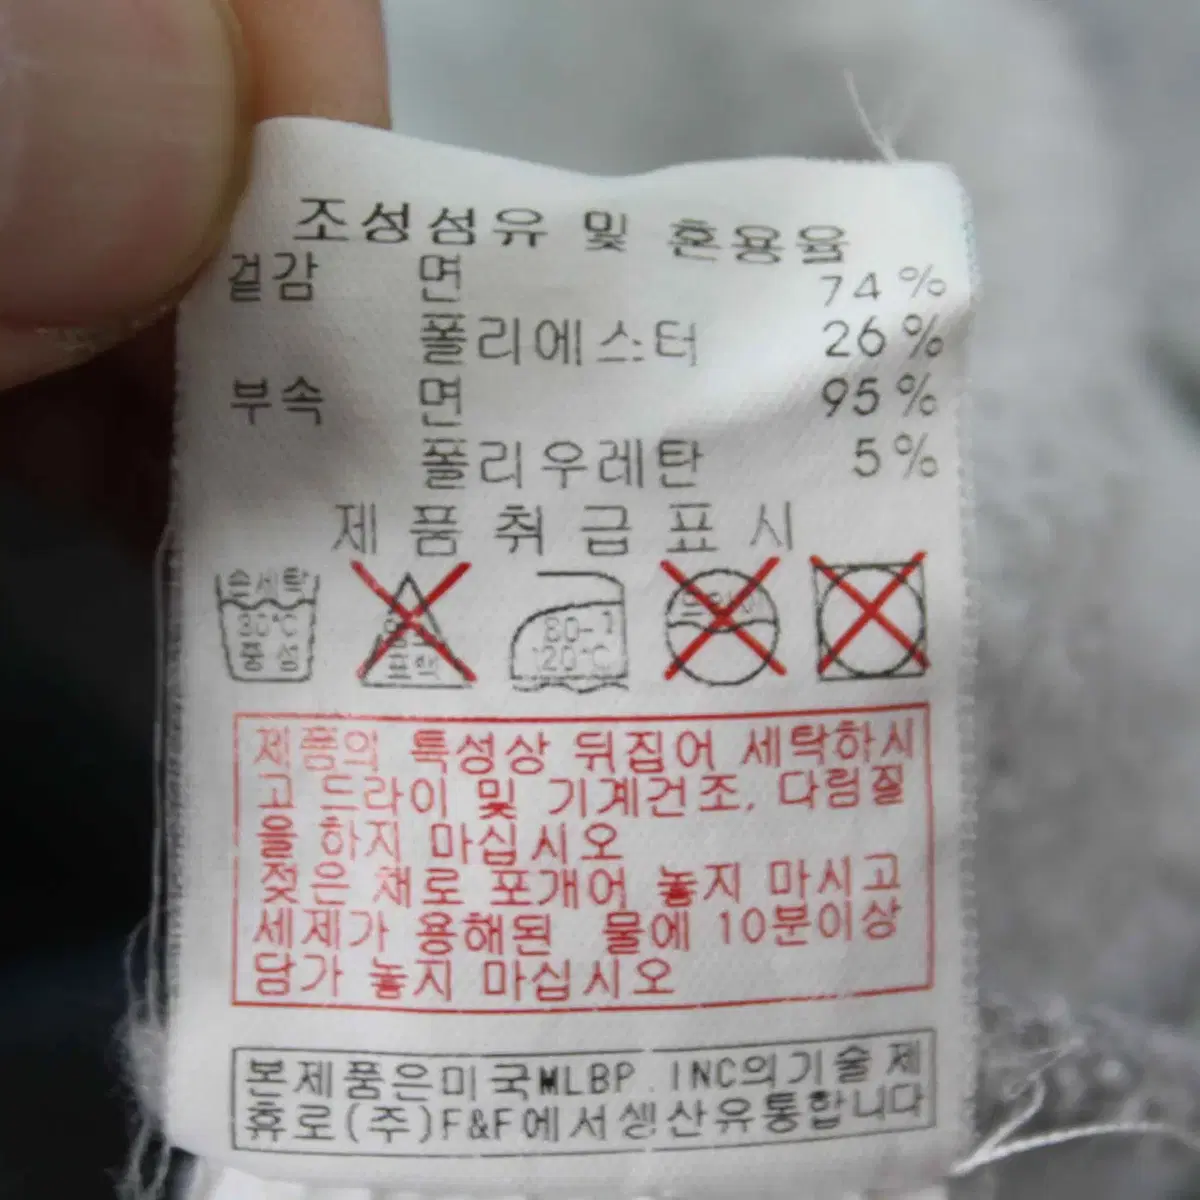 조성섬유 및 혼용율
겉감 면 74%
폴리에스터 26%
부속 면 95%
폴리우레탄 5%
제품취급표시
손세탁 80-1
30℃ 20℃
중성 표백
제품의 특성상 뒤집어 세탁하시
고 드라이 및 기계건조, 다림질
을 하지 마십시오
젖은 채로 포개어 놓지 마시고
세제가 용해된 물에 10분이상
담가 놓지 마십시오
본제품은미국MLBP.INC의기술제
휴로(주)F&F에서생산유통합니다